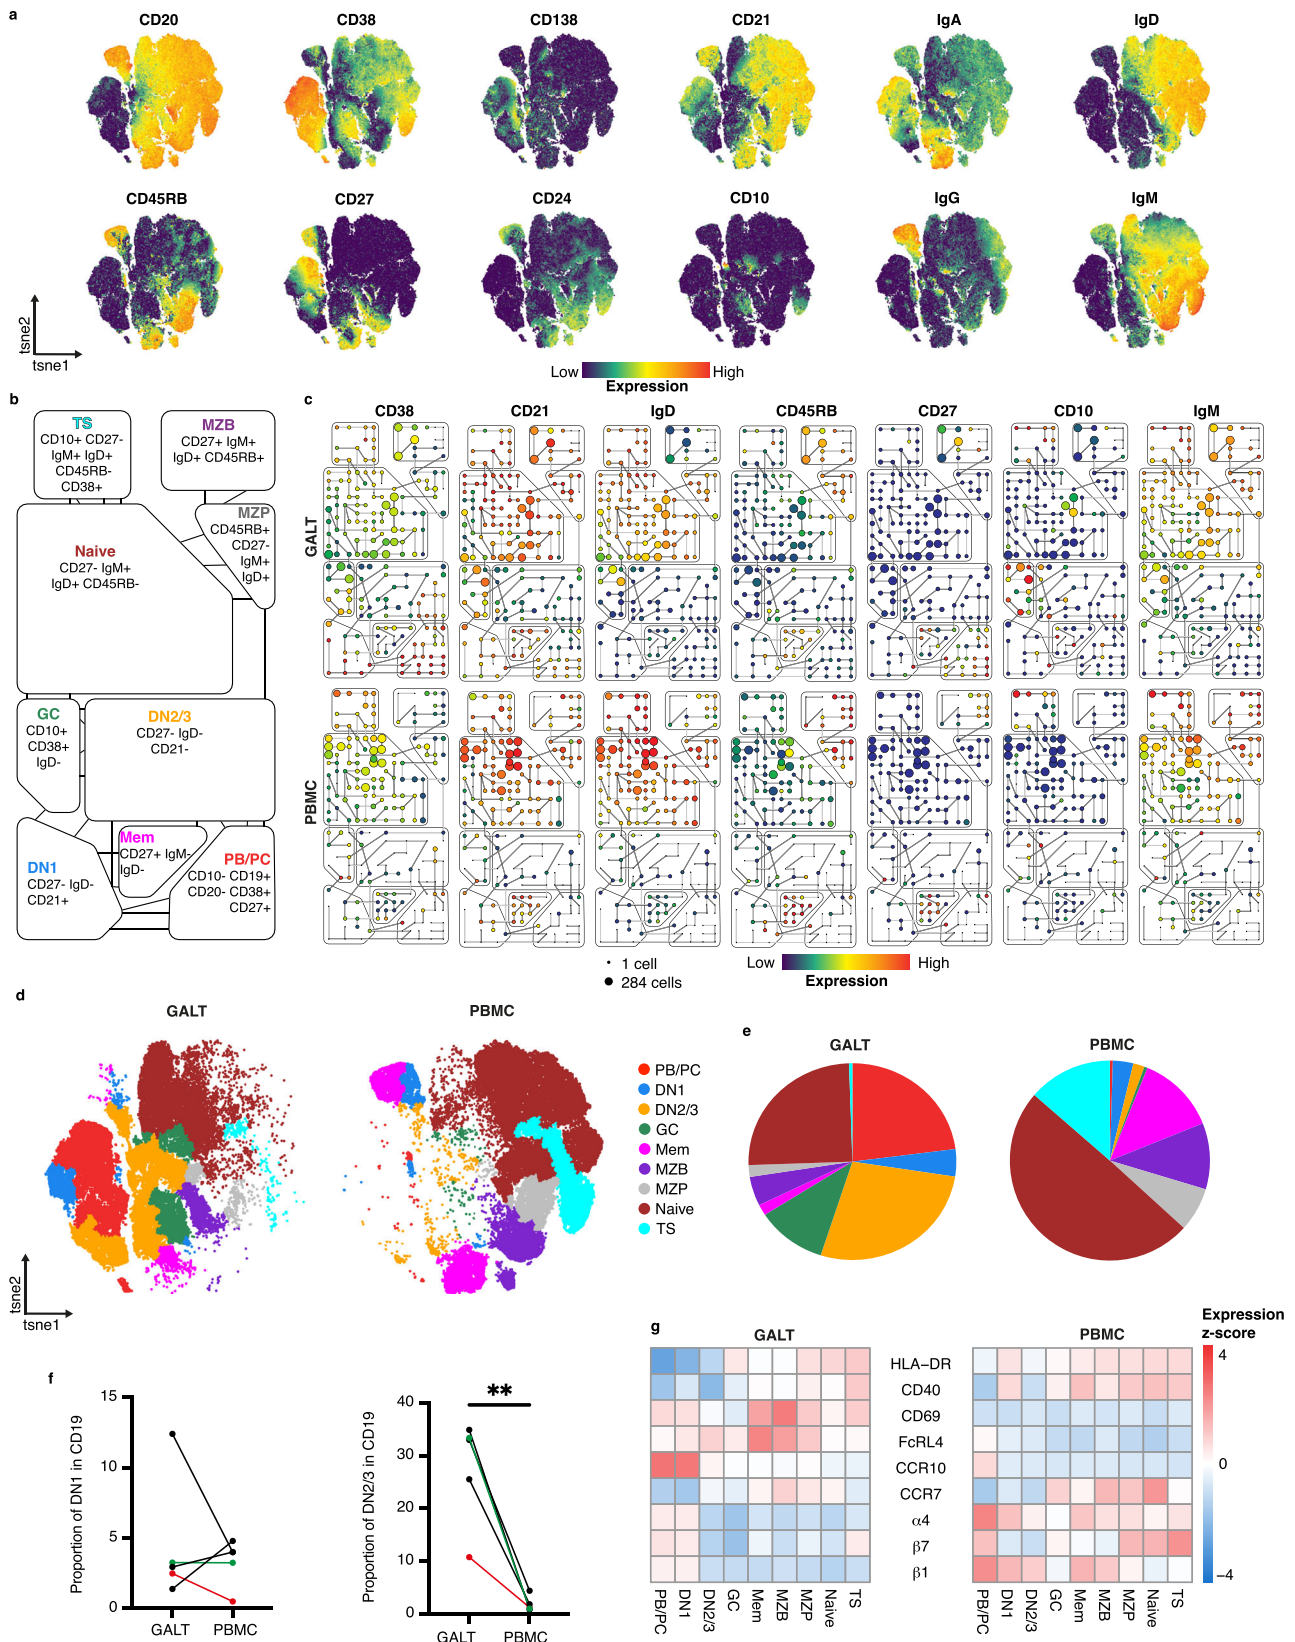 a
CD20 CD38 CD138 CD21 IgA IgD
CD45RB CD27 CD24 CD10 IgG IgM
tsne2
tsne1
Low High
Expression
b
TS
CD10+ CD27-
IgM+ IgD+
CD45RB-
CD38+
MZB
CD27+ IgM+
IgD+ CD45RB+
MZP
CD45RB+
CD27-
IgM+
IgD+
Naive
CD27- IgM+
IgD+ CD45RB-
GC
CD10+
CD38+
IgD-
DN2/3
CD27- IgD-
CD21-
DN1
CD27- IgD-
CD21+
Mem
CD27+ IgM-
IgD-
PB/PC
CD10- CD19+
CD20- CD38+
CD27+
c
CD38 CD21 IgD CD45RB CD27 CD10 IgM
GALT
PBMC
1 cell
284 cells
Low High
Expression
d
GALT PBMC
tsne2
tsne1
PB/PC
DN1
DN2/3
GC
Mem
MZB
MZP
Naive
TS
e
GALT PBMC
f
Proportion of DN1 in CD19
15
10
5
0
GALT PBMC
Proportion of DN2/3 in CD19
**
40
30
20
10
0
GALT PBMC
g
GALT PBMC
Expression
z-score
4
0
−4
HLA−DR
CD40
CD69
FcRL4
CCR10
CCR7
α4
β7
β1
PB/PC DN1 DN2/3 GC Mem MZB MZP Naive TS
PB/PC DN1 DN2/3 GC Mem MZB MZP Naive TS